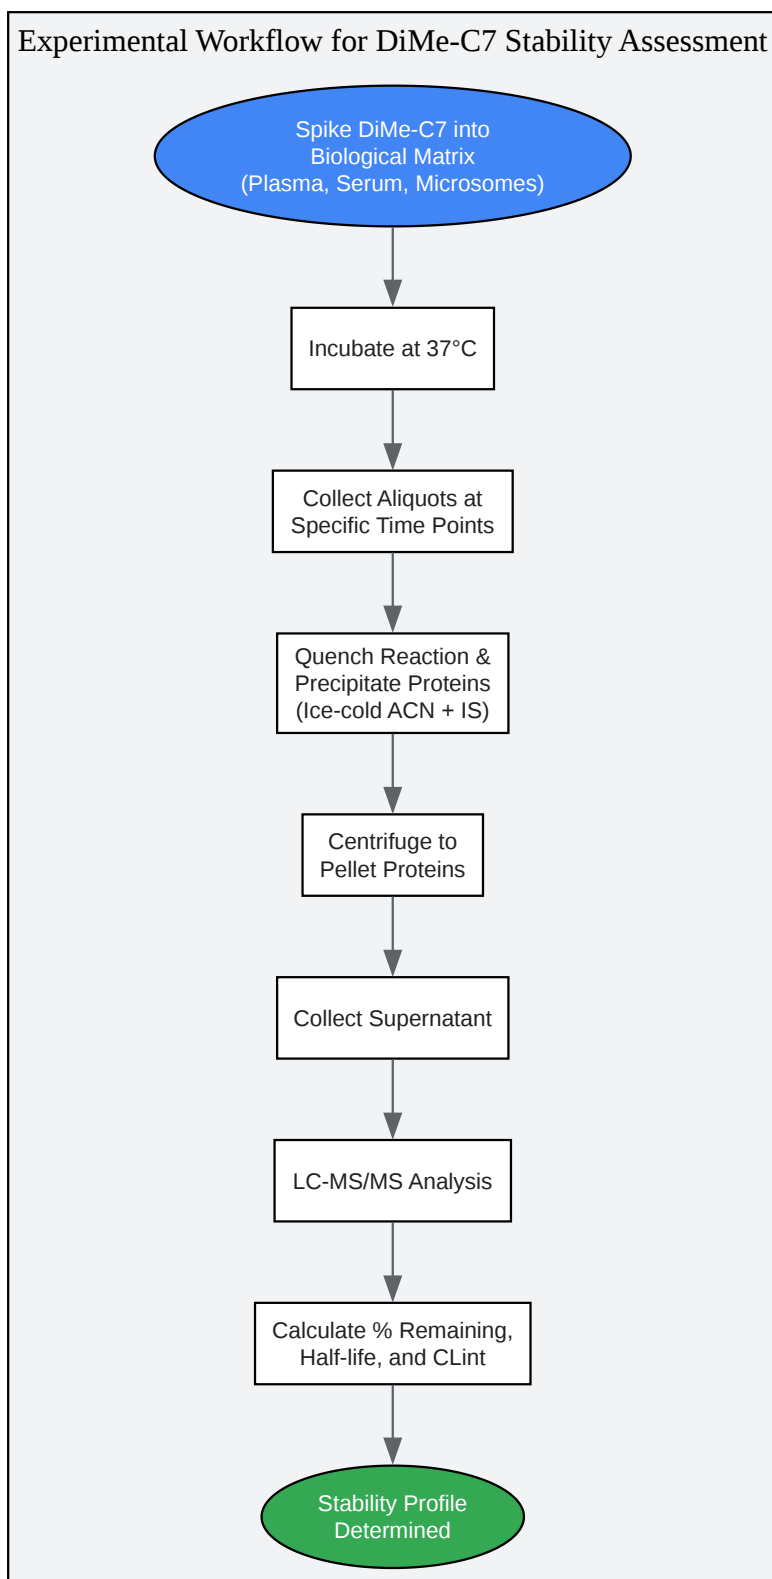 Experimental Workflow for DiMe-C7 Stability Assessment
Spike DiMe-C7 into
Biological Matrix
(Plasma, Serum, Microsomes)
Incubate at 37°C
Collect Aliquots at
Specific Time Points
Quench Reaction &
Precipitate Proteins
(Ice-cold ACN + IS)
Centrifuge to
Pellet Proteins
Collect Supernatant
LC-MS/MS Analysis
Calculate % Remaining,
Half-life, and CLint
Stability Profile
Determined